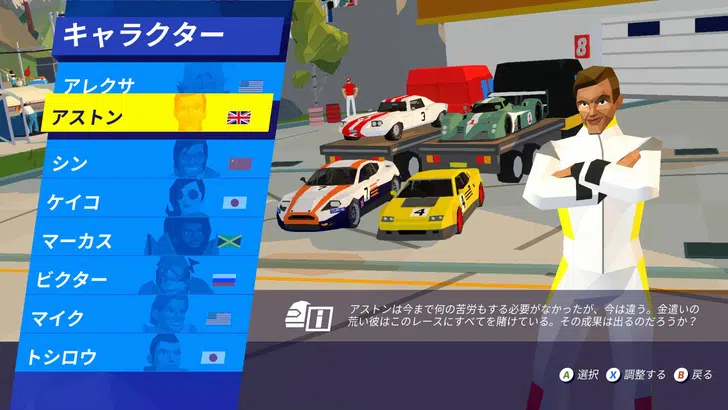 キャラクター
アレクサ
アストン
シン
ケイコ
マーカス
ビクター
マイク
トシロウ
8
3
4
7
4
アストンは今まで何の苦労もする必要がなかったが、今は違う。金遣いの
荒い彼はこのレースにすべてを賭けている。その成果は出るのだろうか？
A 選択 X 調整する B 戻る